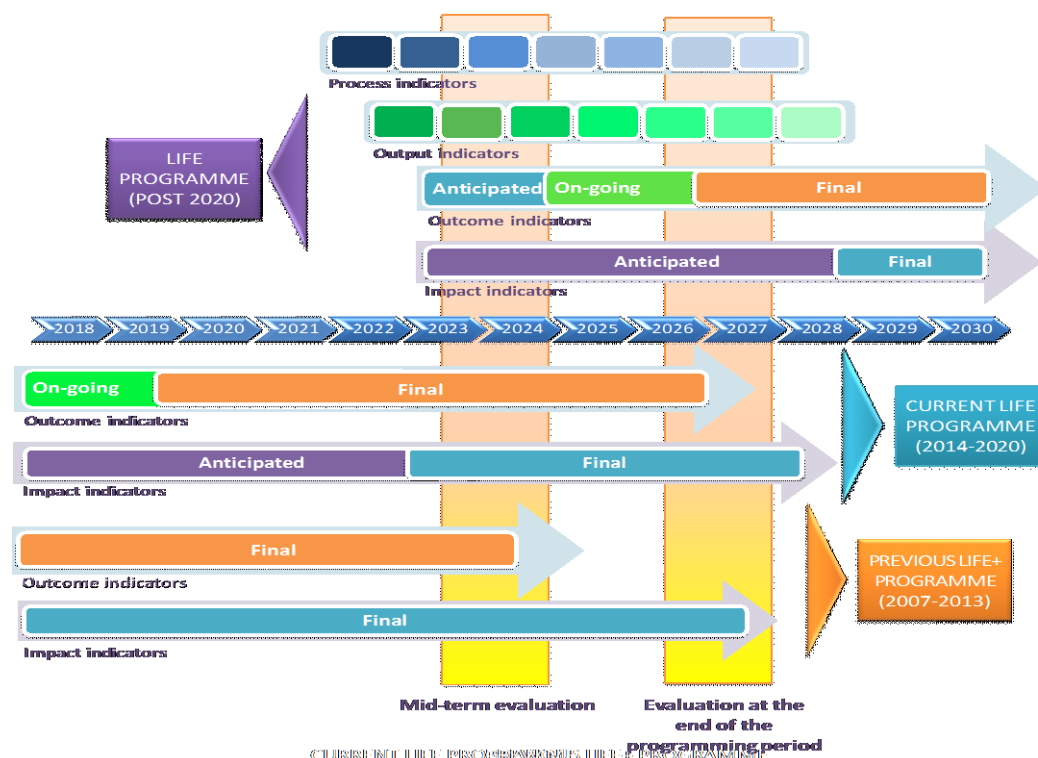 Process indicators
Output indicators
LIFE
PROGRAMME
(POST 2020)
Anticipated On-going Final
Outcome indicators
Anticipated Final
Impact indicators
2018 2019 2020 2021 2022 2023 2024 2025 2026 2027 2028 2029 2030
On-going Final
Outcome indicators
CURRENT LIFE
PROGRAMME
(2014-2020)
Anticipated Final
Impact indicators
Final
Outcome indicators
PREVIOUS LIFE+
PROGRAMME
(2007-2013)
Final
Impact indicators
Mid-term evaluation
Evaluation at the
end of the
programming period